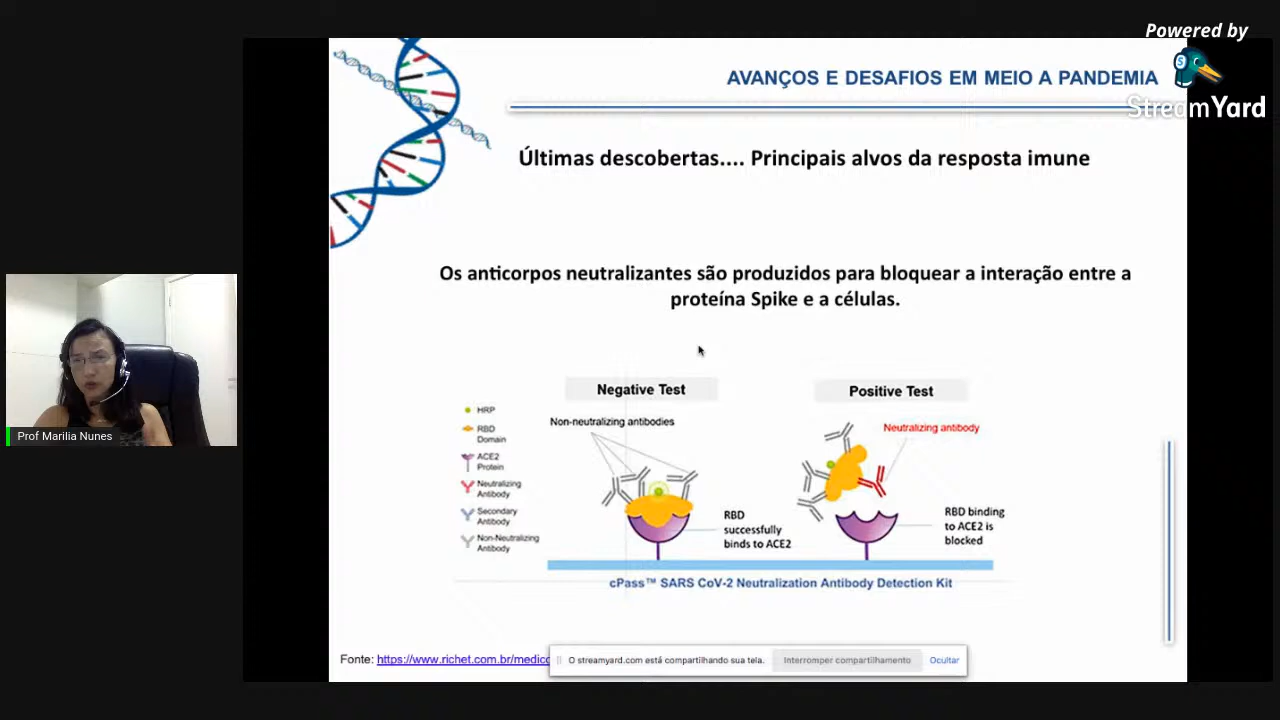 Powered by
StreamYard
AVANÇOS E DESAFIOS EM MEIO A PANDEMIA
Últimas descobertas.... Principais alvos da resposta imune
Os anticorpos neutralizantes são produzidos para bloquear a interação entre a
proteína Spike e a células.
Negative Test
Positive Test
HRP
RBD
Domain
ACE2
Protein
Neutralizing
Antibody
Secondary
Antibody
Non-Neutralizing
Antibody
Non-neutralizing antibodies
RBD
successfully
binds to ACE2
Neutralizing antibody
RBD binding
to ACE2 is
blocked
cPass™ SARS CoV-2 Neutralization Antibody Detection Kit
Prof Marilia Nunes
Fonte: https://www.richet.com.br/medico
O streamyard.com está compartilhando sua tela.
Interromper compartilhamento
Ocultar